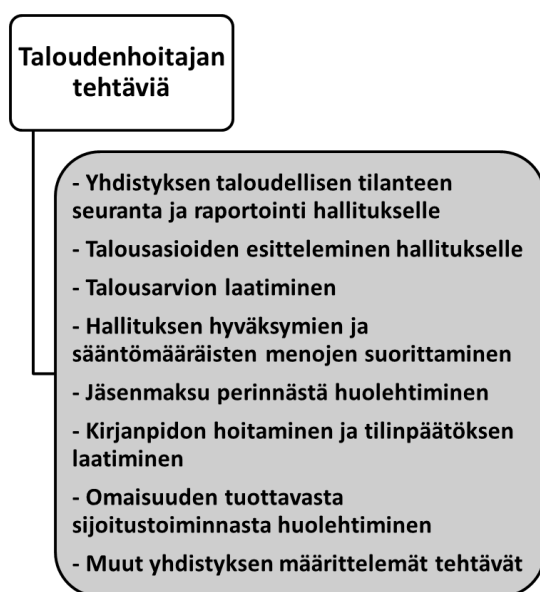 Taloudenhoitajan
tehtäviä
- Yhdistyksen taloudellisen tilanteen
seuranta ja raportointi hallitukselle
- Talousasioiden esitteleminen hallitukselle
- Talousarvion laatiminen
- Hallituksen hyväksymien ja
sääntömääräisten menojen suorittaminen
- Jäsenmaksu perinnästä huolehtiminen
- Kirjanpidon hoitaminen ja tilinpäätöksen
laatiminen
- Omaisuuden tuottavasta
sijoitustoiminnasta huolehtiminen
- Muut yhdistyksen määrittelemät tehtävät